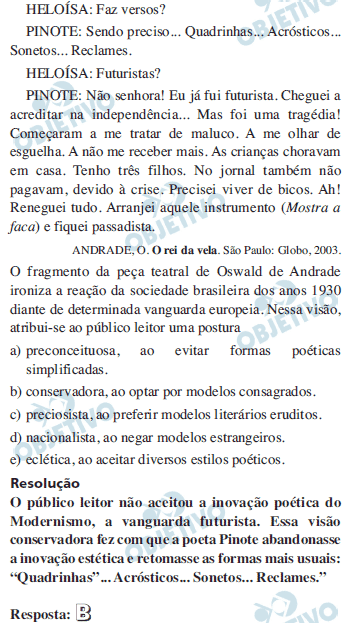 HELOÍSA: Faz versos?
PINOTE: Sendo preciso... Quadrinhas... Acrósticos...
Sonetos... Reclames.
HELOÍSA: Futuristas?
PINOTE: Não senhora! Eu já fui futurista. Cheguei a
acreditar na independência... Mas foi uma tragédia!
Começaram a me tratar de maluco. A me olhar de
esguelha. A não me receber mais. As crianças choravam
em casa. Tenho três filhos. No jornal também não
pagavam, devido à crise. Precisei viver de bicos. Ah!
Reneguei tudo. Arranjei aquele instrumento (Mostra a
faca) e fiquei passadista.
ANDRADE, O. O rei da vela. São Paulo: Globo, 2003.
O fragmento da peça teatral de Oswald de Andrade
ironiza a reação da sociedade brasileira dos anos 1930
diante de determinada vanguarda europeia. Nessa visão,
atribui-se ao público leitor uma postura
a) preconceituosa, ao evitar formas poéticas
simplificadas.
b) conservadora, ao optar por modelos consagrados.
c) preciosista, ao preferir modelos literários eruditos.
d) nacionalista, ao negar modelos estrangeiros.
e) eclética, ao aceitar diversos estilos poéticos.
Resolução
O público leitor não aceitou a inovação poética do
Modernismo, a vanguarda futurista. Essa visão
conservadora fez com que a poeta Pinote abandonasse
a inovação estética e retomasse as formas mais usuais:
“Quadrinhas”... Acrósticos... Sonetos... Reclames.”
Resposta: B
OBJETIVO